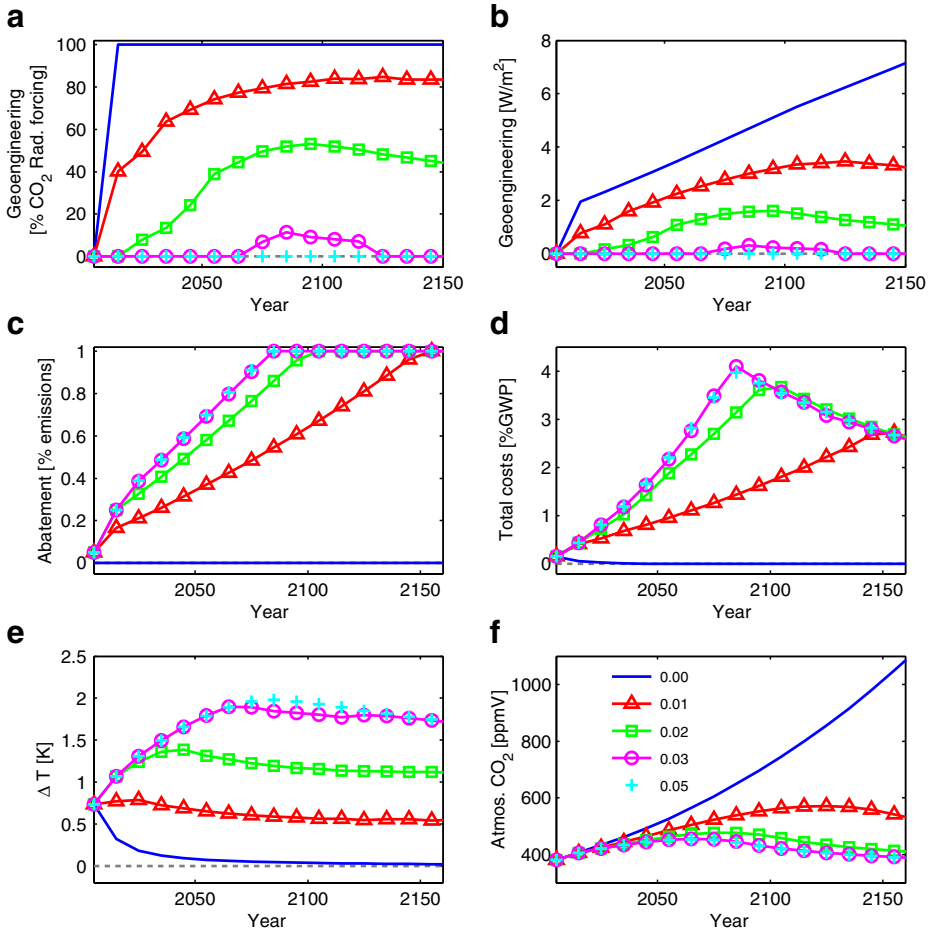 a
100
80
60
40
20
0
2050
2100
2150
Year
Geoengineering
[% CO2 Rad. forcing]
b
8
6
4
2
0
2050
2100
2150
Year
Geoengineering [W/m2]
c
1
0.8
0.6
0.4
0.2
0
2050
2100
2150
Year
Abatement [% emissions]
d
4
3
2
1
0
2050
2100
2150
Year
Total costs [%GWP]
e
2.5
2
1.5
1
0.5
0
2050
2100
2150
Year
Δ T [K]
f
1000
800
600
400
2050
2100
2150
Year
Atmos. CO2 [ppmV]
0.00
0.01
0.02
0.03
0.05